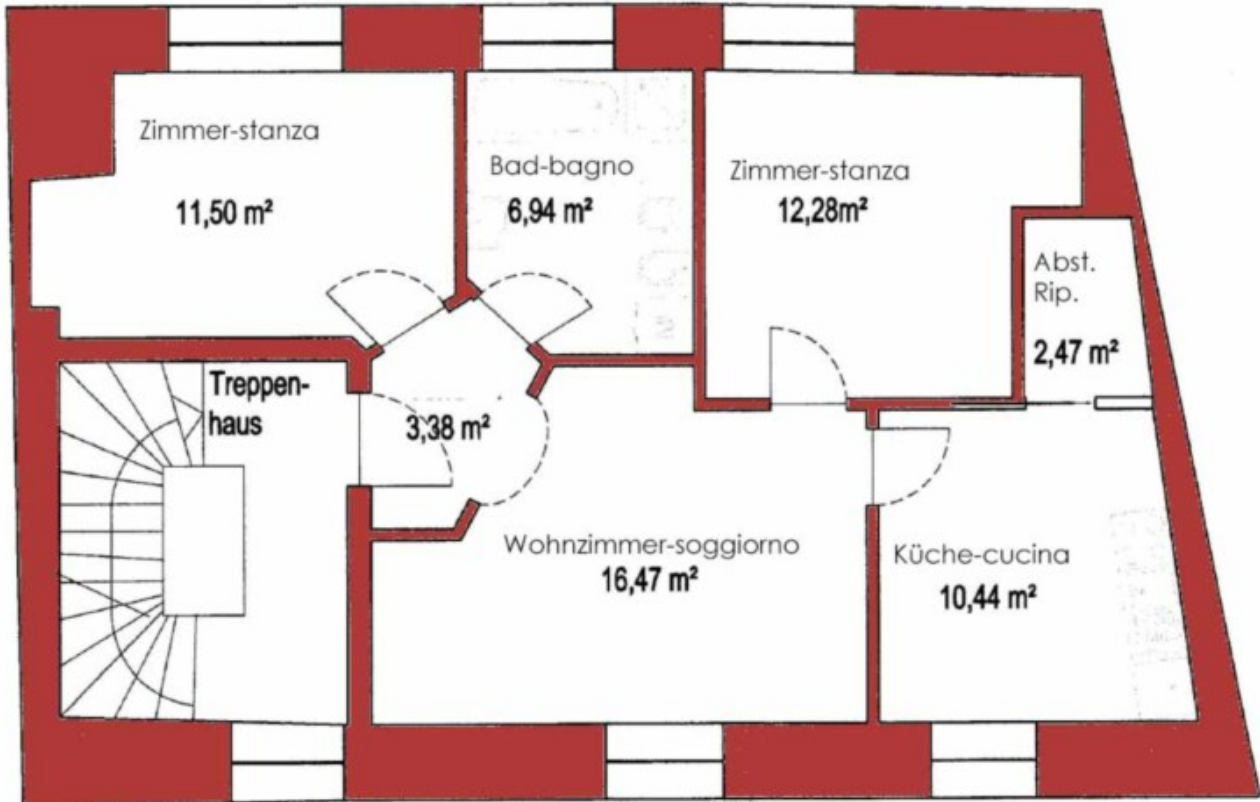 Zimmer-stanza
11,50 m²
Bad-bagno
6,94 m²
Zimmer-stanza
12,28m²
Abst.
Rip.
2,47 m²
Treppen-
haus
3,38 m²
Wohnzimmer-soggiorno
16,47 m²
Küche-cucina
10,44 m²